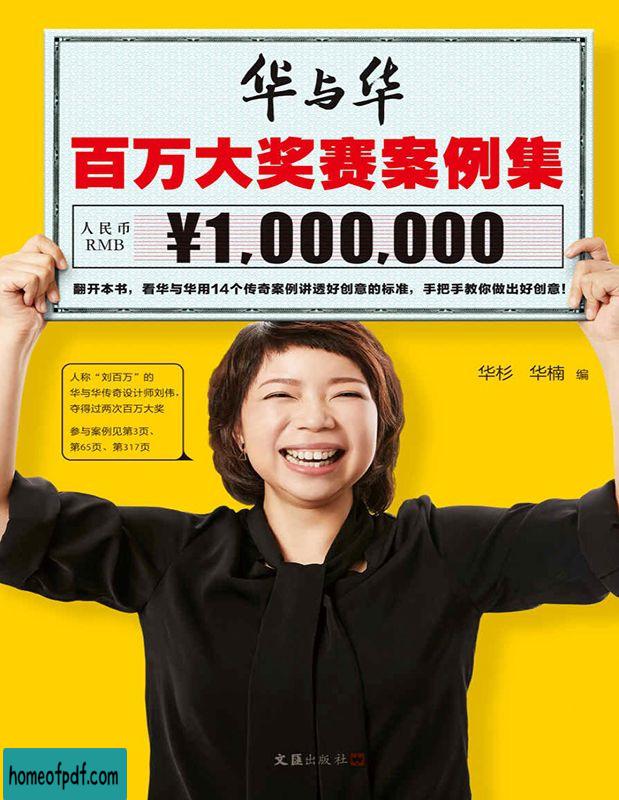 华与华
百万大奖赛案例集
人民币
RMB
¥1,000,000
翻开本书，看华与华用14个传奇案例讲透好创意的标准，手把手教你做出好创意！
人称“刘百万”的
华与华传奇设计师刘伟，
夺得过两次百万大奖
参与案例见第3页、
第65页、第317页
华杉 华楠 编
文匯出版社
homeofpdf.com